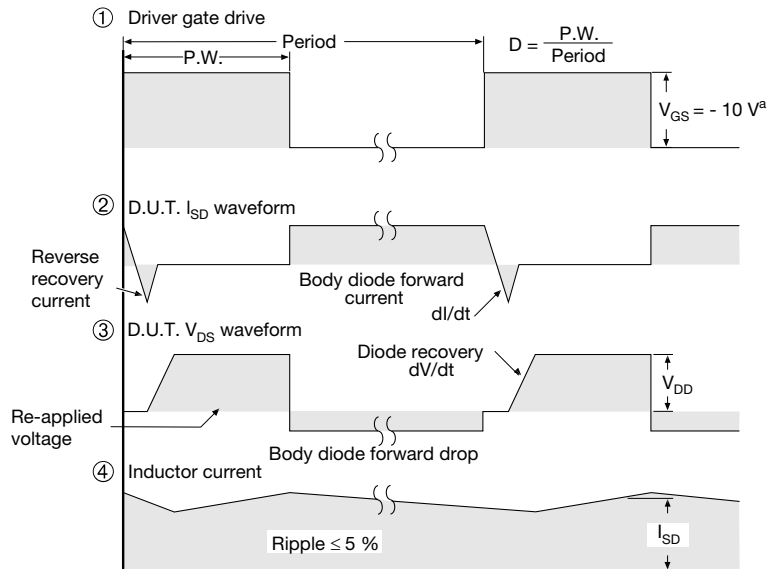 ① Driver gate drive
Period
P.W.
D = P.W. / Period
V_GS = - 10 V^a
② D.U.T. I_SD waveform
Reverse
recovery
current
Body diode forward
current
dI/dt
③ D.U.T. V_DS waveform
Diode recovery
dV/dt
V_DD
Re-applied
voltage
Body diode forward drop
④ Inductor current
Ripple ≤ 5 %
I_SD